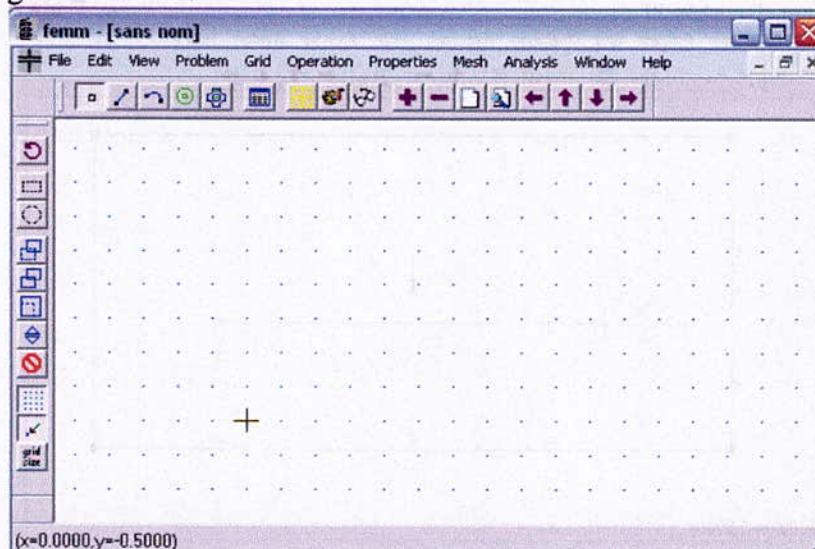 femm - [sans nom]
File Edit View Problem Grid Operation Properties Mesh Analysis Window Help
grid
size
(x=0.0000,y=-0.5000)